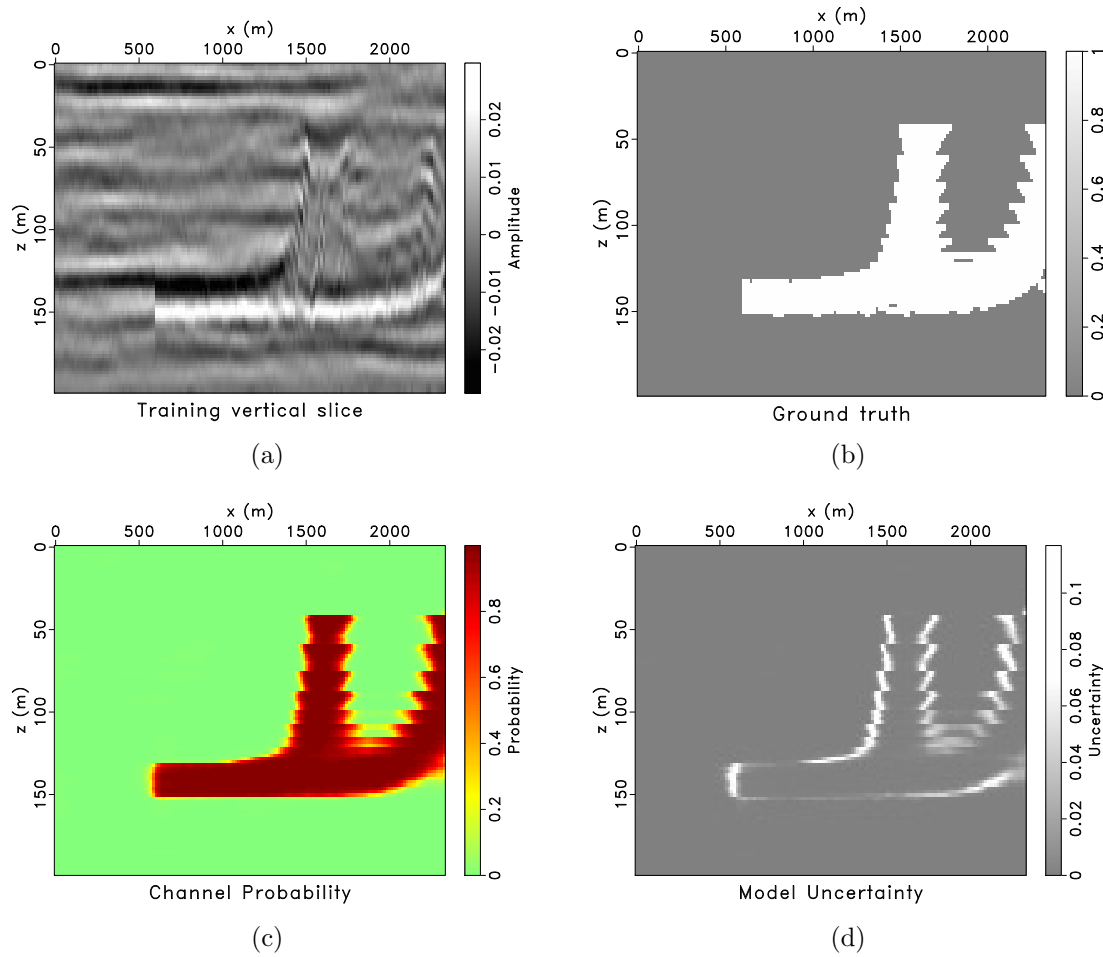 x (m)
0 500 1000 1500 2000
z (m)
0
50
100
150
Amplitude
0.02
0.01
0
−0.01
−0.02
Training vertical slice
(a)
x (m)
0 500 1000 1500 2000
z (m)
0
50
100
150
1
0.8
0.6
0.4
0.2
0
Ground truth
(b)
x (m)
0 500 1000 1500 2000
z (m)
0
50
100
150
Probability
0.8
0.6
0.4
0.2
0
Channel Probability
(c)
x (m)
0 500 1000 1500 2000
z (m)
0
50
100
150
Uncertainty
0.1
0.08
0.06
0.04
0.02
0
Model Uncertainty
(d)